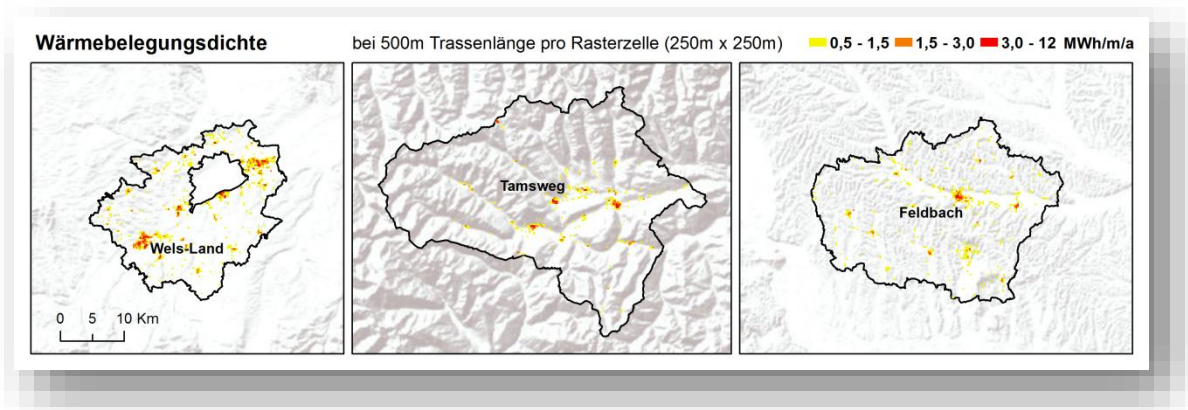 Wärmebelegungsdichte bei 500m Trassenlänge pro Rasterzelle (250m x 250m) 0,5 - 1,5 1,5 - 3,0 3,0 - 12 MWh/m/a
Wels-Land
0 5 10 Km
Tamsweg
Feldbach